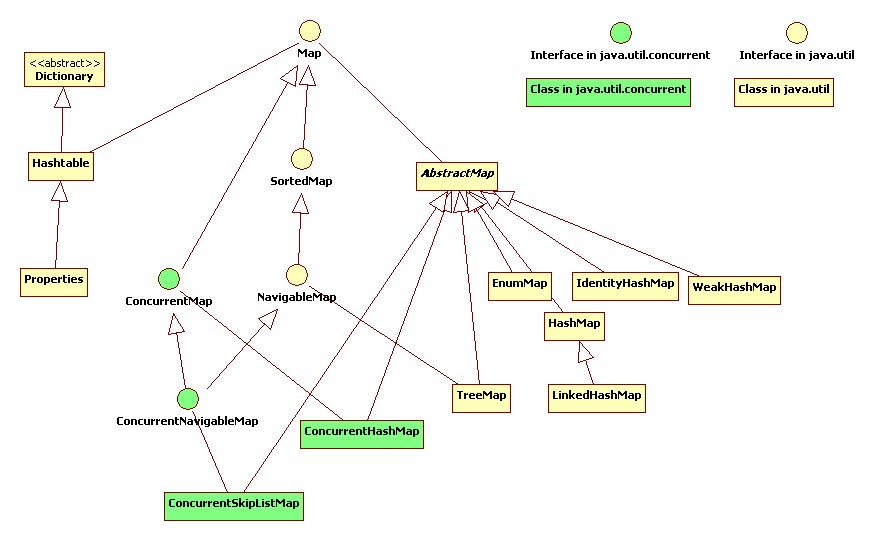 Map
Interface in java.util.concurrent
Interface in java.util
<<abstract>>
Dictionary
Class in java.util.concurrent
Class in java.util
Hashtable
SortedMap
AbstractMap
Properties
ConcurrentMap
NavigableMap
EnumMap
IdentityHashMap
WeakHashMap
HashMap
TreeMap
LinkedHashMap
ConcurrentNavigableMap
ConcurrentHashMap
ConcurrentSkipListMap